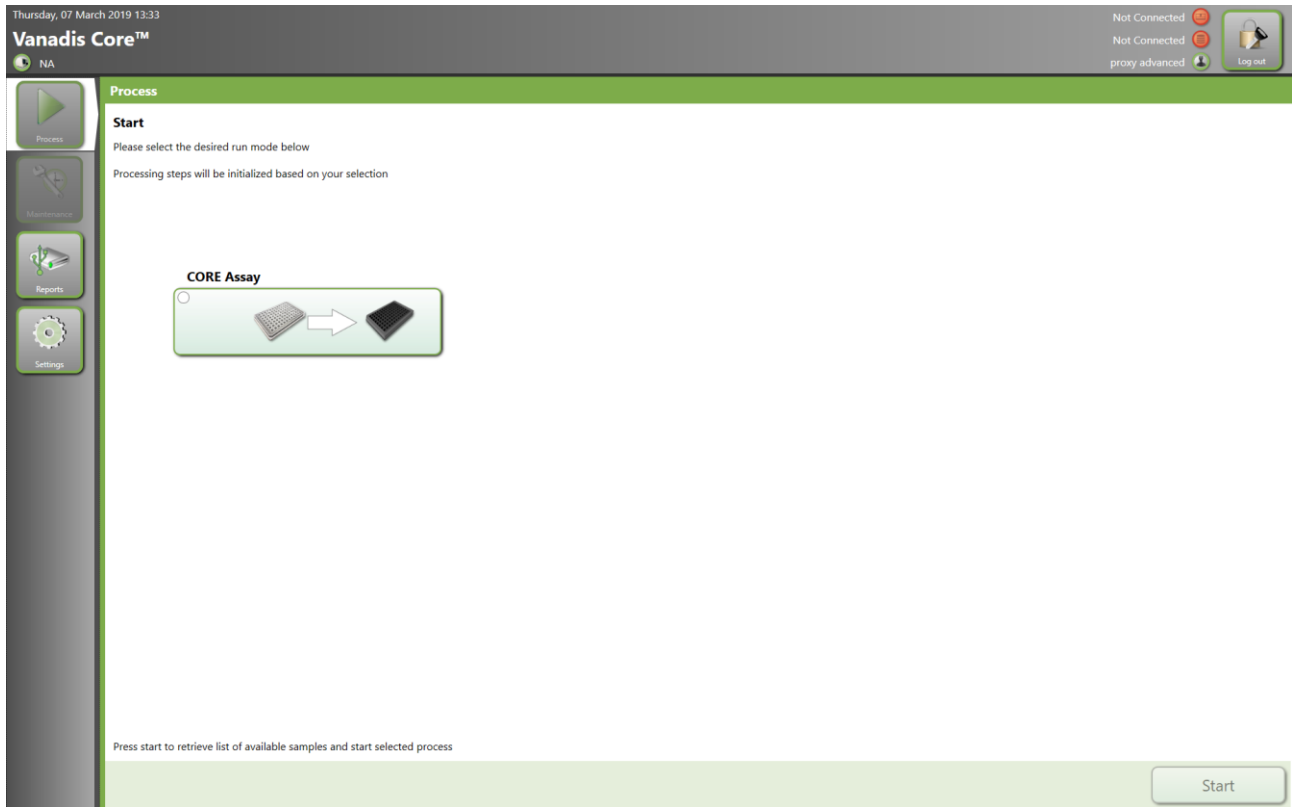 Thursday, 07 March 2019 13:33
Vanadis Core™
NA
Not Connected
Not Connected
proxy advanced
Log out
Process
Maintenance
Reports
Settings
Process
Start
Please select the desired run mode below
Processing steps will be initialized based on your selection
CORE Assay
Press start to retrieve list of available samples and start selected process
Start